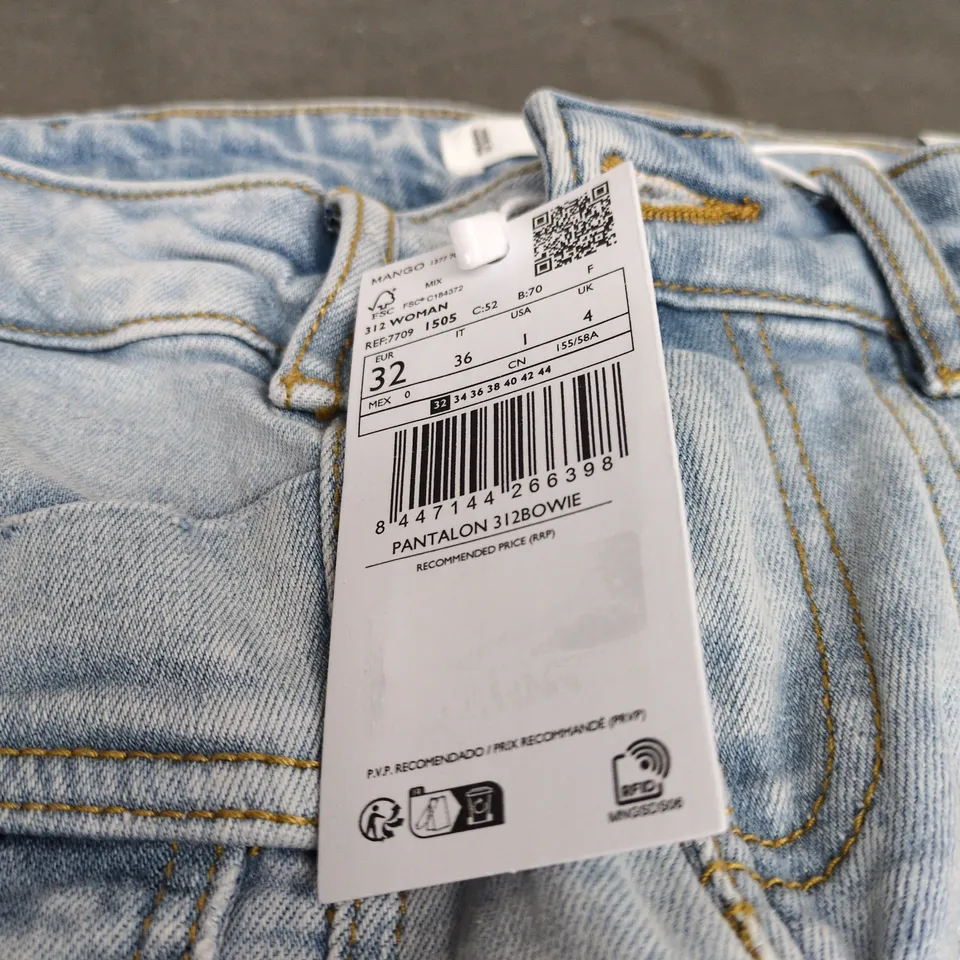 MANGO
MIX
FSC® C184372
FSC
312 WOMAN
F
REF:7709 1505 C:52 B:70
EUR IT USA UK
32 36 1 4
MEX 0 CN 155/58A
32 34 36 38 40 42 44
8 447144 266398
PANTALON 312BOWIE
RECOMMENDED PRICE (RRP)
P.V.P. RECOMENDADO / PRIX RECOMMANDÉ (PRVP)
RFID